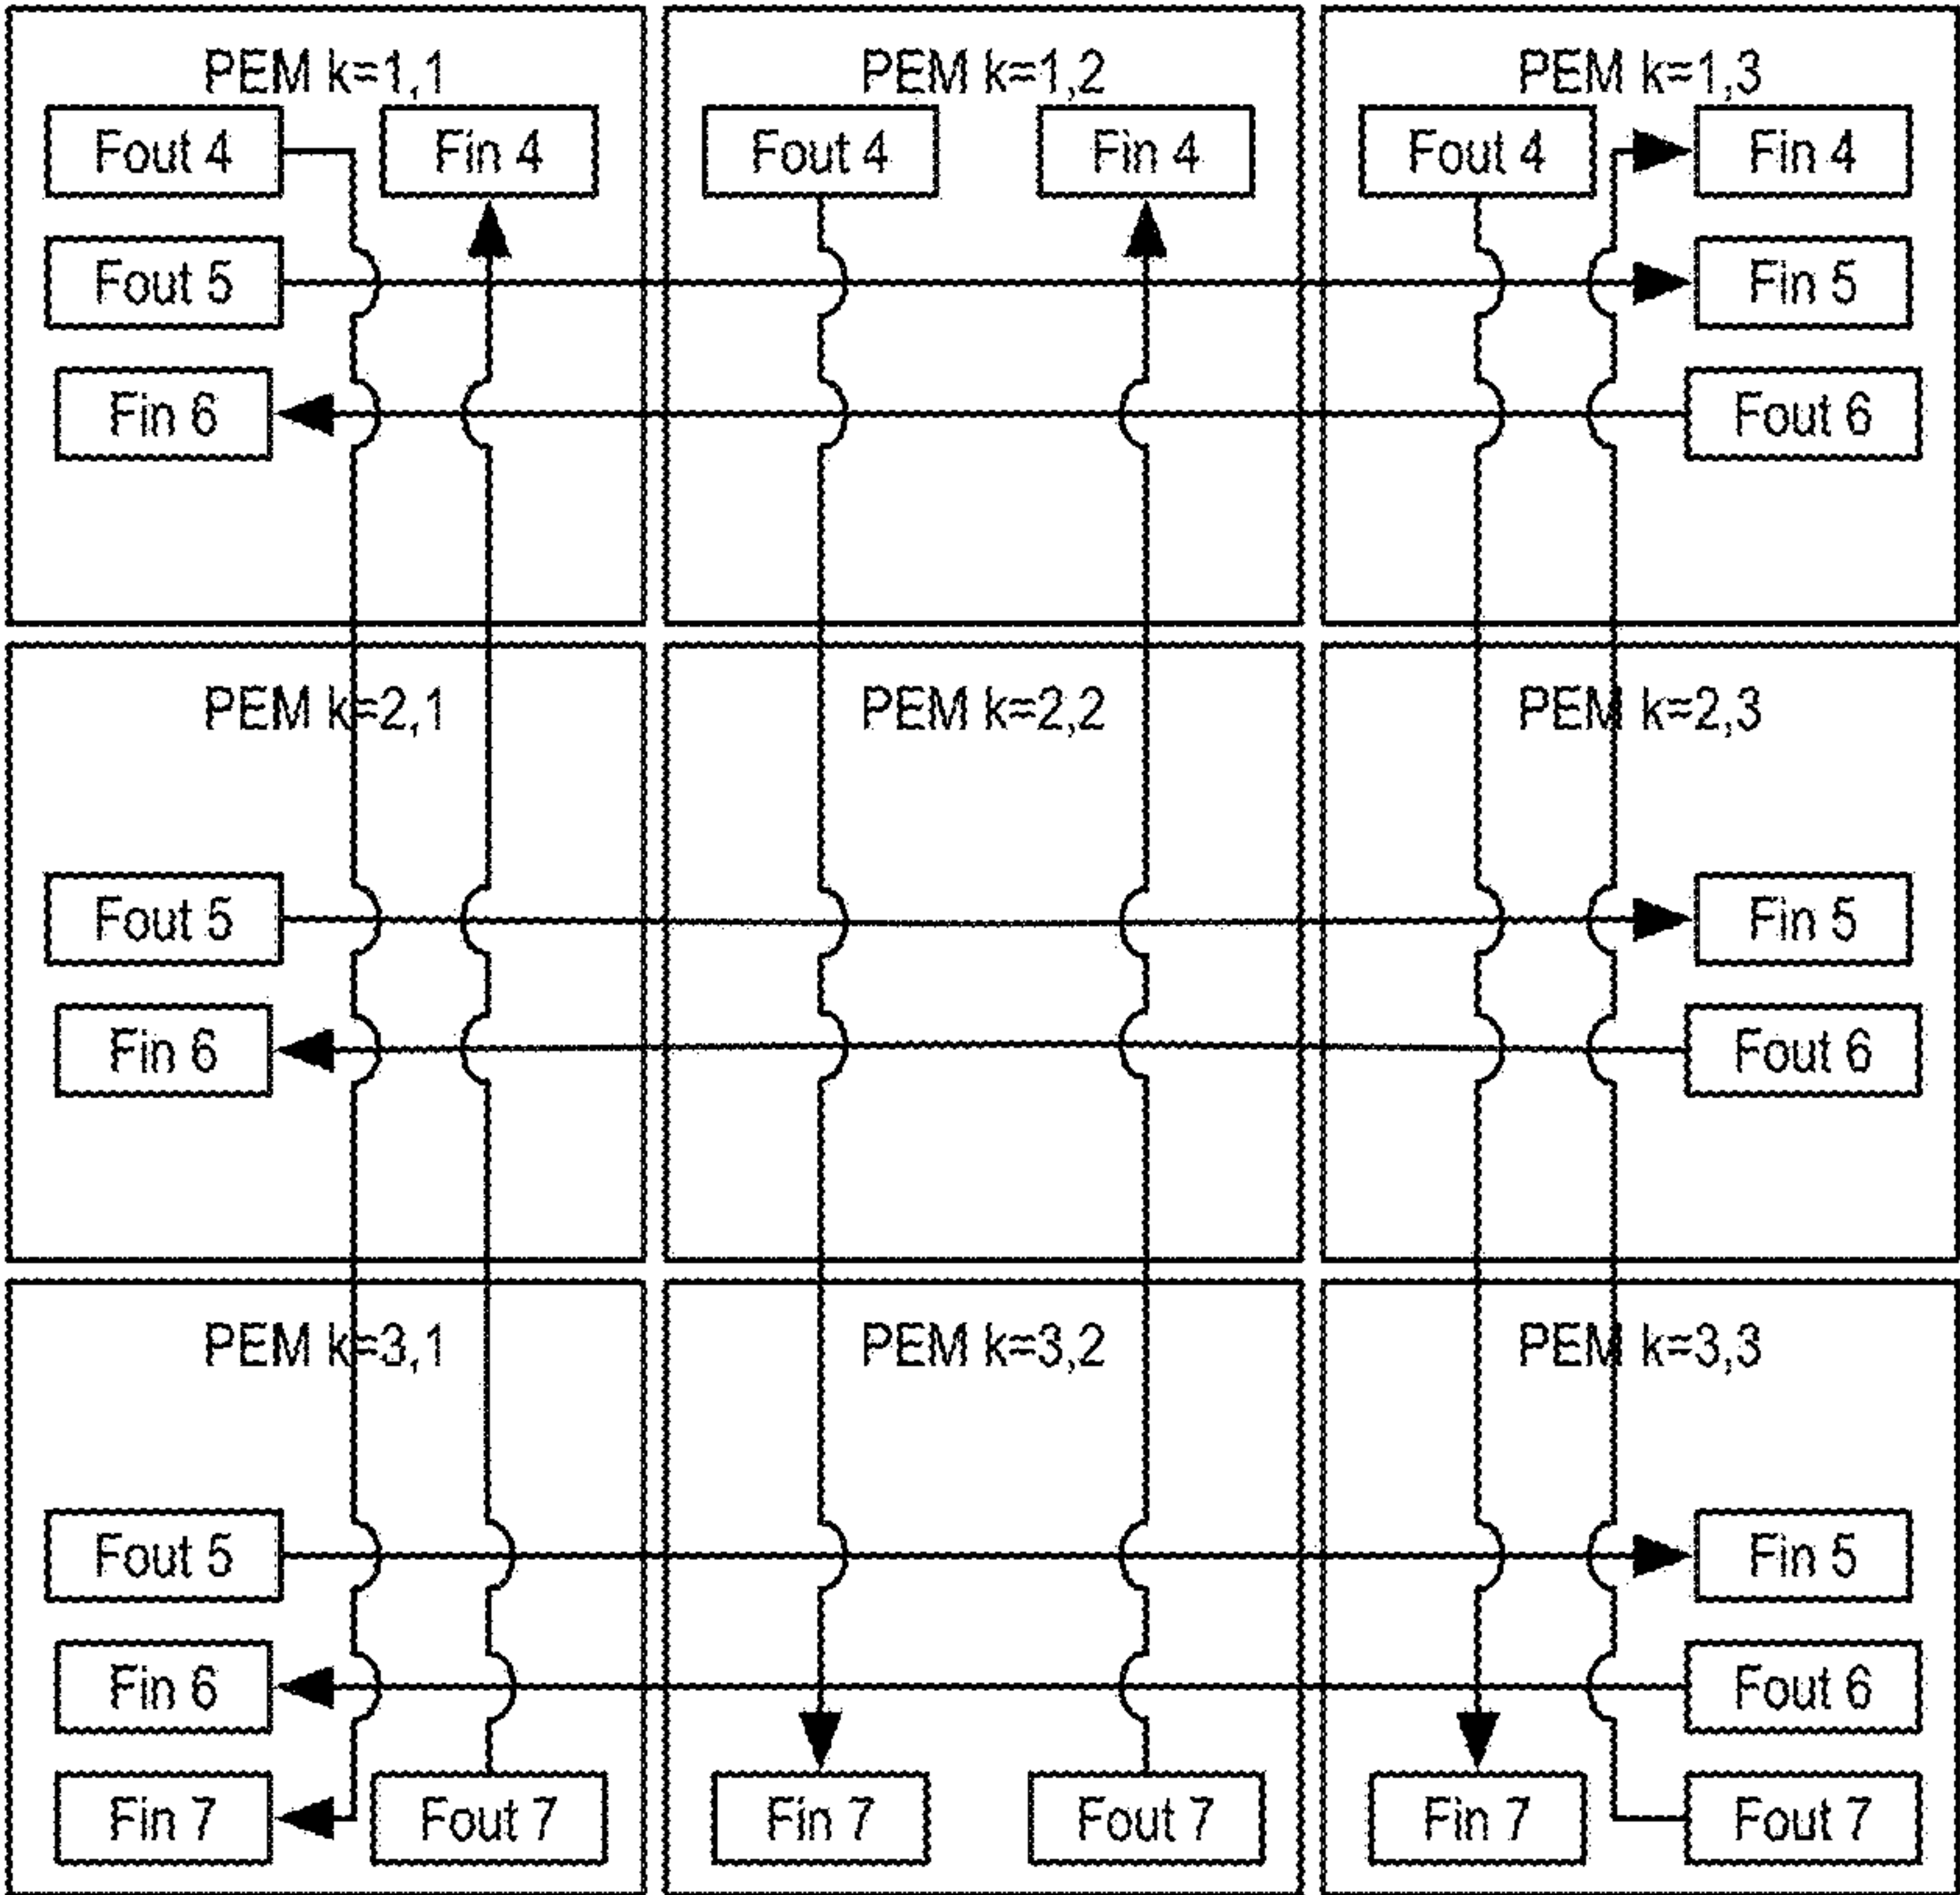 PEM k=1,1
Fout 4
Fin 4
Fout 5
Fin 6
PEM k=1,2
Fout 4
Fin 4
PEM k=1,3
Fout 4
Fin 4
Fin 5
Fout 6
PEM k=2,1
Fout 5
Fin 6
PEM k=2,2
PEM k=2,3
Fin 5
Fout 6
PEM k=3,1
Fout 5
Fin 6
Fin 7
Fout 7
PEM k=3,2
Fin 7
Fout 7
PEM k=3,3
Fin 5
Fout 6
Fin 7
Fout 7